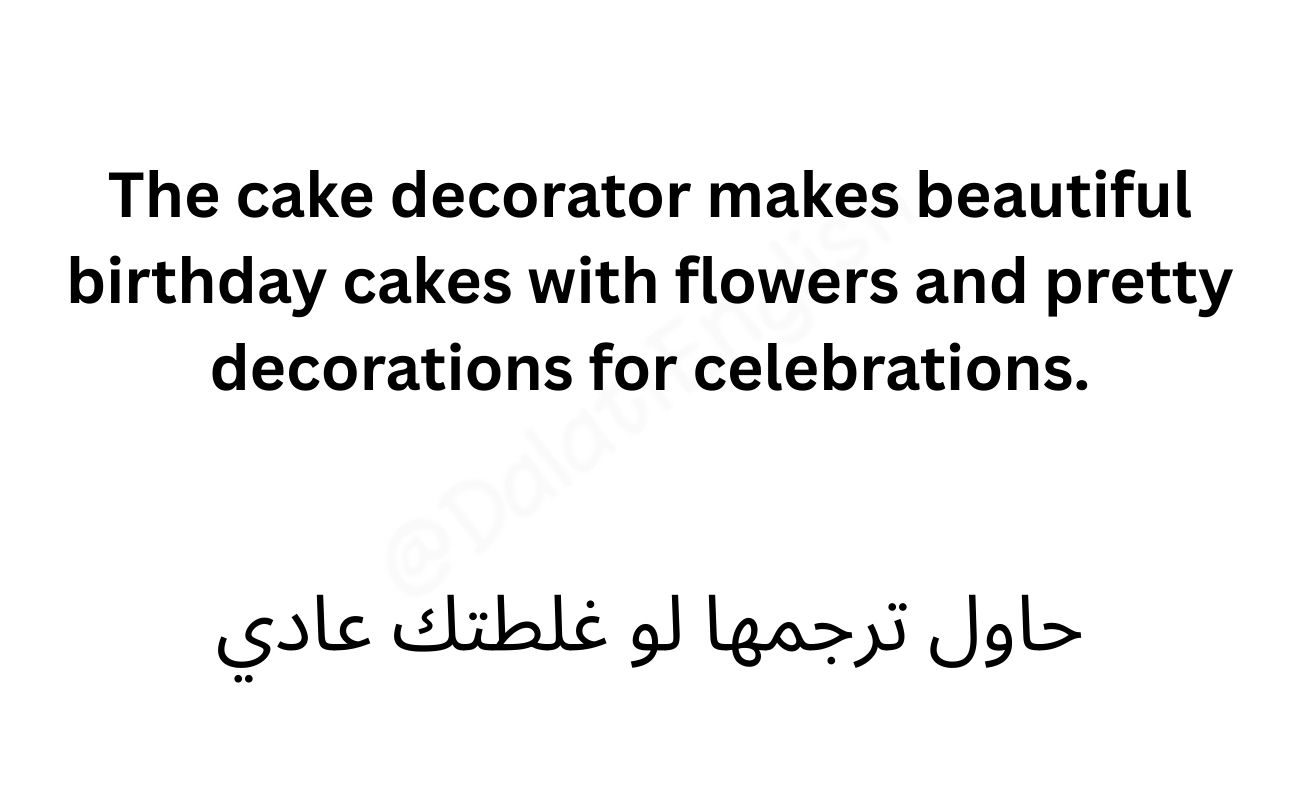 The cake decorator makes beautiful
birthday cakes with flowers and pretty
decorations for celebrations.
@DalatEnglish
حاول ترجمها لو غلطتك عادي